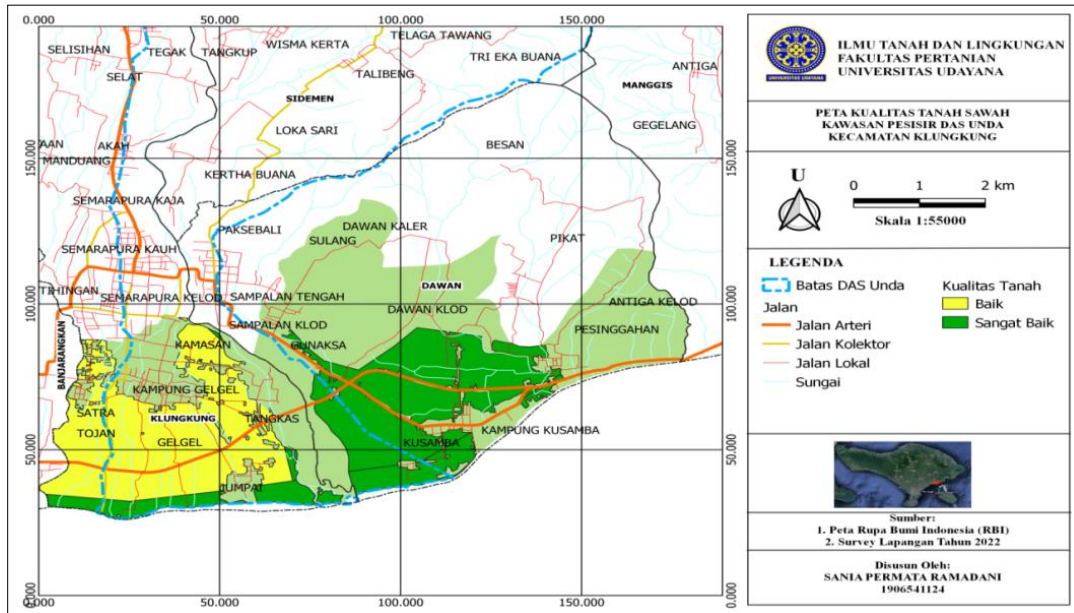 0.000
50.000
100.000
150.000
SELISIHAN
TEGAK
TANGKUP
WISMA KERTA
TELAGA TAWANG
TRI EKA BUANA
SELAT
TALIBENG
ANTIGA
SIDEMEN
MANGGIS
LOKA SARI
GEGELANG
AAN
AKAH
BESAN
MANDUANG
150.000
150.000
KERTHA BUANA
SEMARAPURA KAJA
PAKSEBALI
DAWAN KALER
SULANG
PIKAT
SEMARAPURA KAUH
DAWAN
TIHINGAN
SEMARAPURA KELOD
SAMPALAN TENGAH
ANTIGA KELOD
100.000
100.000
DAWAN KLOD
SAMPALAN KLOD
PESINGGAHAN
KAMASAN
GUNAKSA
BANJARANGKAN
KAMPUNG GELGEL
SATRA
KLUNGKUNG
TANGKAS
TOJAN
GELGEL
KAMPUNG KUSAMBA
KUSAMBA
50.000
50.000
JUMPAI
0.000
0.000
0.000
50.000
100.000
150.000
UNIVERSITAS UDAYANA
ILMU TANAH DAN LINGKUNGAN
FAKULTAS PERTANIAN
UNIVERSITAS UDAYANA
PETA KUALITAS TANAH SAWAH
KAWASAN PESISIR DAS UNDA
KECAMATAN KLUNGKUNG
U
0 1 2 km
Skala 1:55000
LEGENDA
Batas DAS Unda
Jalan
Jalan Arteri
Jalan Kolektor
Jalan Lokal
Sungai
Kualitas Tanah
Baik
Sangat Baik
Sumber:
1. Peta Rupa Bumi Indonesia (RBI)
2. Survey Lapangan Tahun 2022
Disusun Oleh:
SANIA PERMATA RAMADANI
1906541124